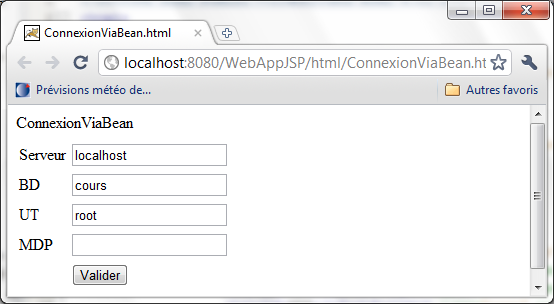 ConnexionViaBean.html
localhost:8080/WebAppJSP/html/ConnexionViaBean.ht
Prévisions météo de... Autres favoris
ConnexionViaBean
Serveur localhost
BD cours
UT root
MDP
Valider